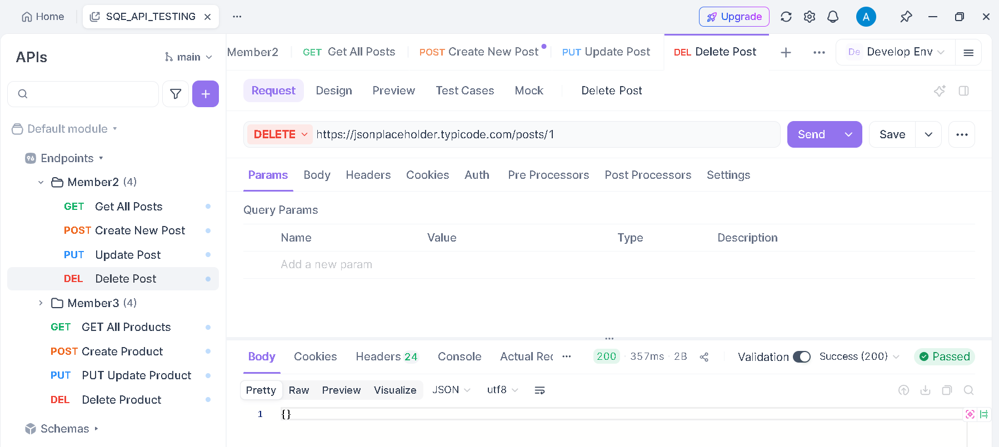 Home
SQE_API_TESTING
Upgrade
A
APIs
main
Member2
GET Get All Posts
POST Create New Post
PUT Update Post
DEL Delete Post
De Develop Env
Request Design Preview Test Cases Mock Delete Post
Default module
DELETE https://jsonplaceholder.typicode.com/posts/1
Send
Save
Endpoints
Member2 (4)
GET Get All Posts
POST Create New Post
PUT Update Post
DEL Delete Post
Member3 (4)
GET GET All Products
POST Create Product
PUT PUT Update Product
DEL Delete Product
Schemas
Params Body Headers Cookies Auth Pre Processors Post Processors Settings
Query Params
Name Value Type Description
Add a new param
Body Cookies Headers 24 Console Actual Rec
200 · 357ms · 2B
Validation Success (200) Passed
Pretty Raw Preview Visualize JSON utf8
1 {}